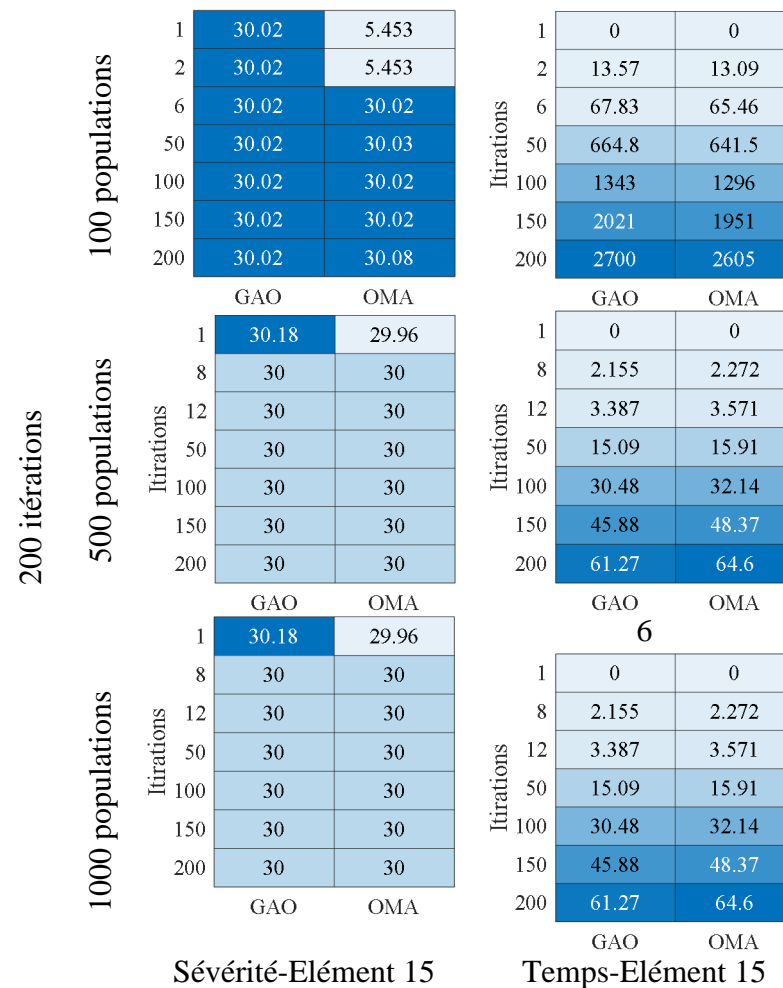 200 itérations
100 populations
1 30.02 5.453
2 30.02 5.453
6 30.02 30.02
50 30.02 30.03
100 30.02 30.02
150 30.02 30.02
200 30.02 30.08
GAO OMA
Itirations
1 0 0
2 13.57 13.09
6 67.83 65.46
50 664.8 641.5
100 1343 1296
150 2021 1951
200 2700 2605
GAO OMA
500 populations
Itirations
1 30.18 29.96
8 30 30
12 30 30
50 30 30
100 30 30
150 30 30
200 30 30
GAO OMA
Itirations
1 0 0
8 2.155 2.272
12 3.387 3.571
50 15.09 15.91
100 30.48 32.14
150 45.88 48.37
200 61.27 64.6
GAO OMA
6
1000 populations
Itirations
1 30.18 29.96
8 30 30
12 30 30
50 30 30
100 30 30
150 30 30
200 30 30
GAO OMA
Itirations
1 0 0
8 2.155 2.272
12 3.387 3.571
50 15.09 15.91
100 30.48 32.14
150 45.88 48.37
200 61.27 64.6
GAO OMA
Sévérité-Elément 15
Temps-Elément 15